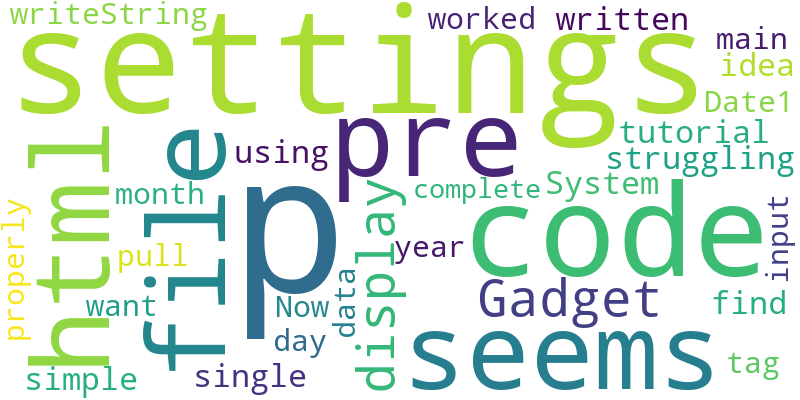 writeString
settings
worked
written
main
idea
Date1
tutorial
struggling
pre
using
html
file
p
month
display
complete
System
code
input
properly
pull
year
want
data
Now
day
Gadget
find
seems
tag
simple
single